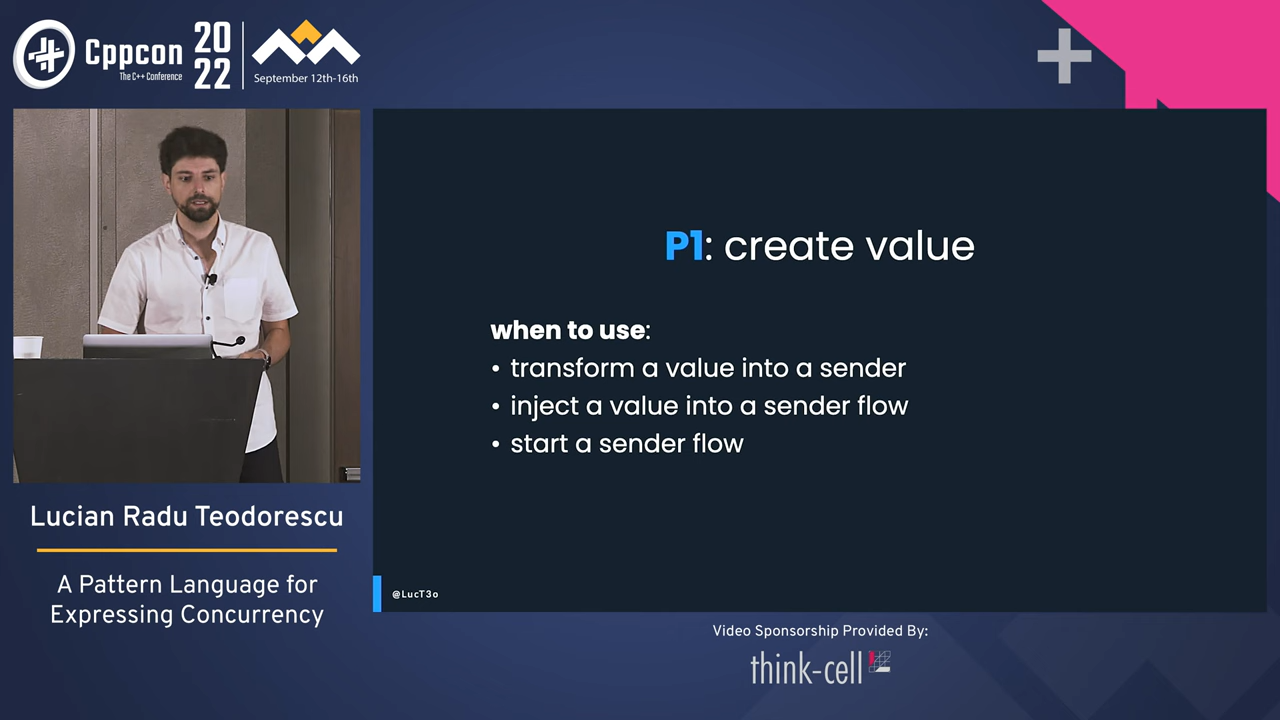 Cppcon
The C++ Conference
20
22
September 12th-16th
P1: create value
when to use:
• transform a value into a sender
• inject a value into a sender flow
• start a sender flow
@LucT3o
Lucian Radu Teodorescu
A Pattern Language for
Expressing Concurrency
Video Sponsorship Provided By:
think-cell